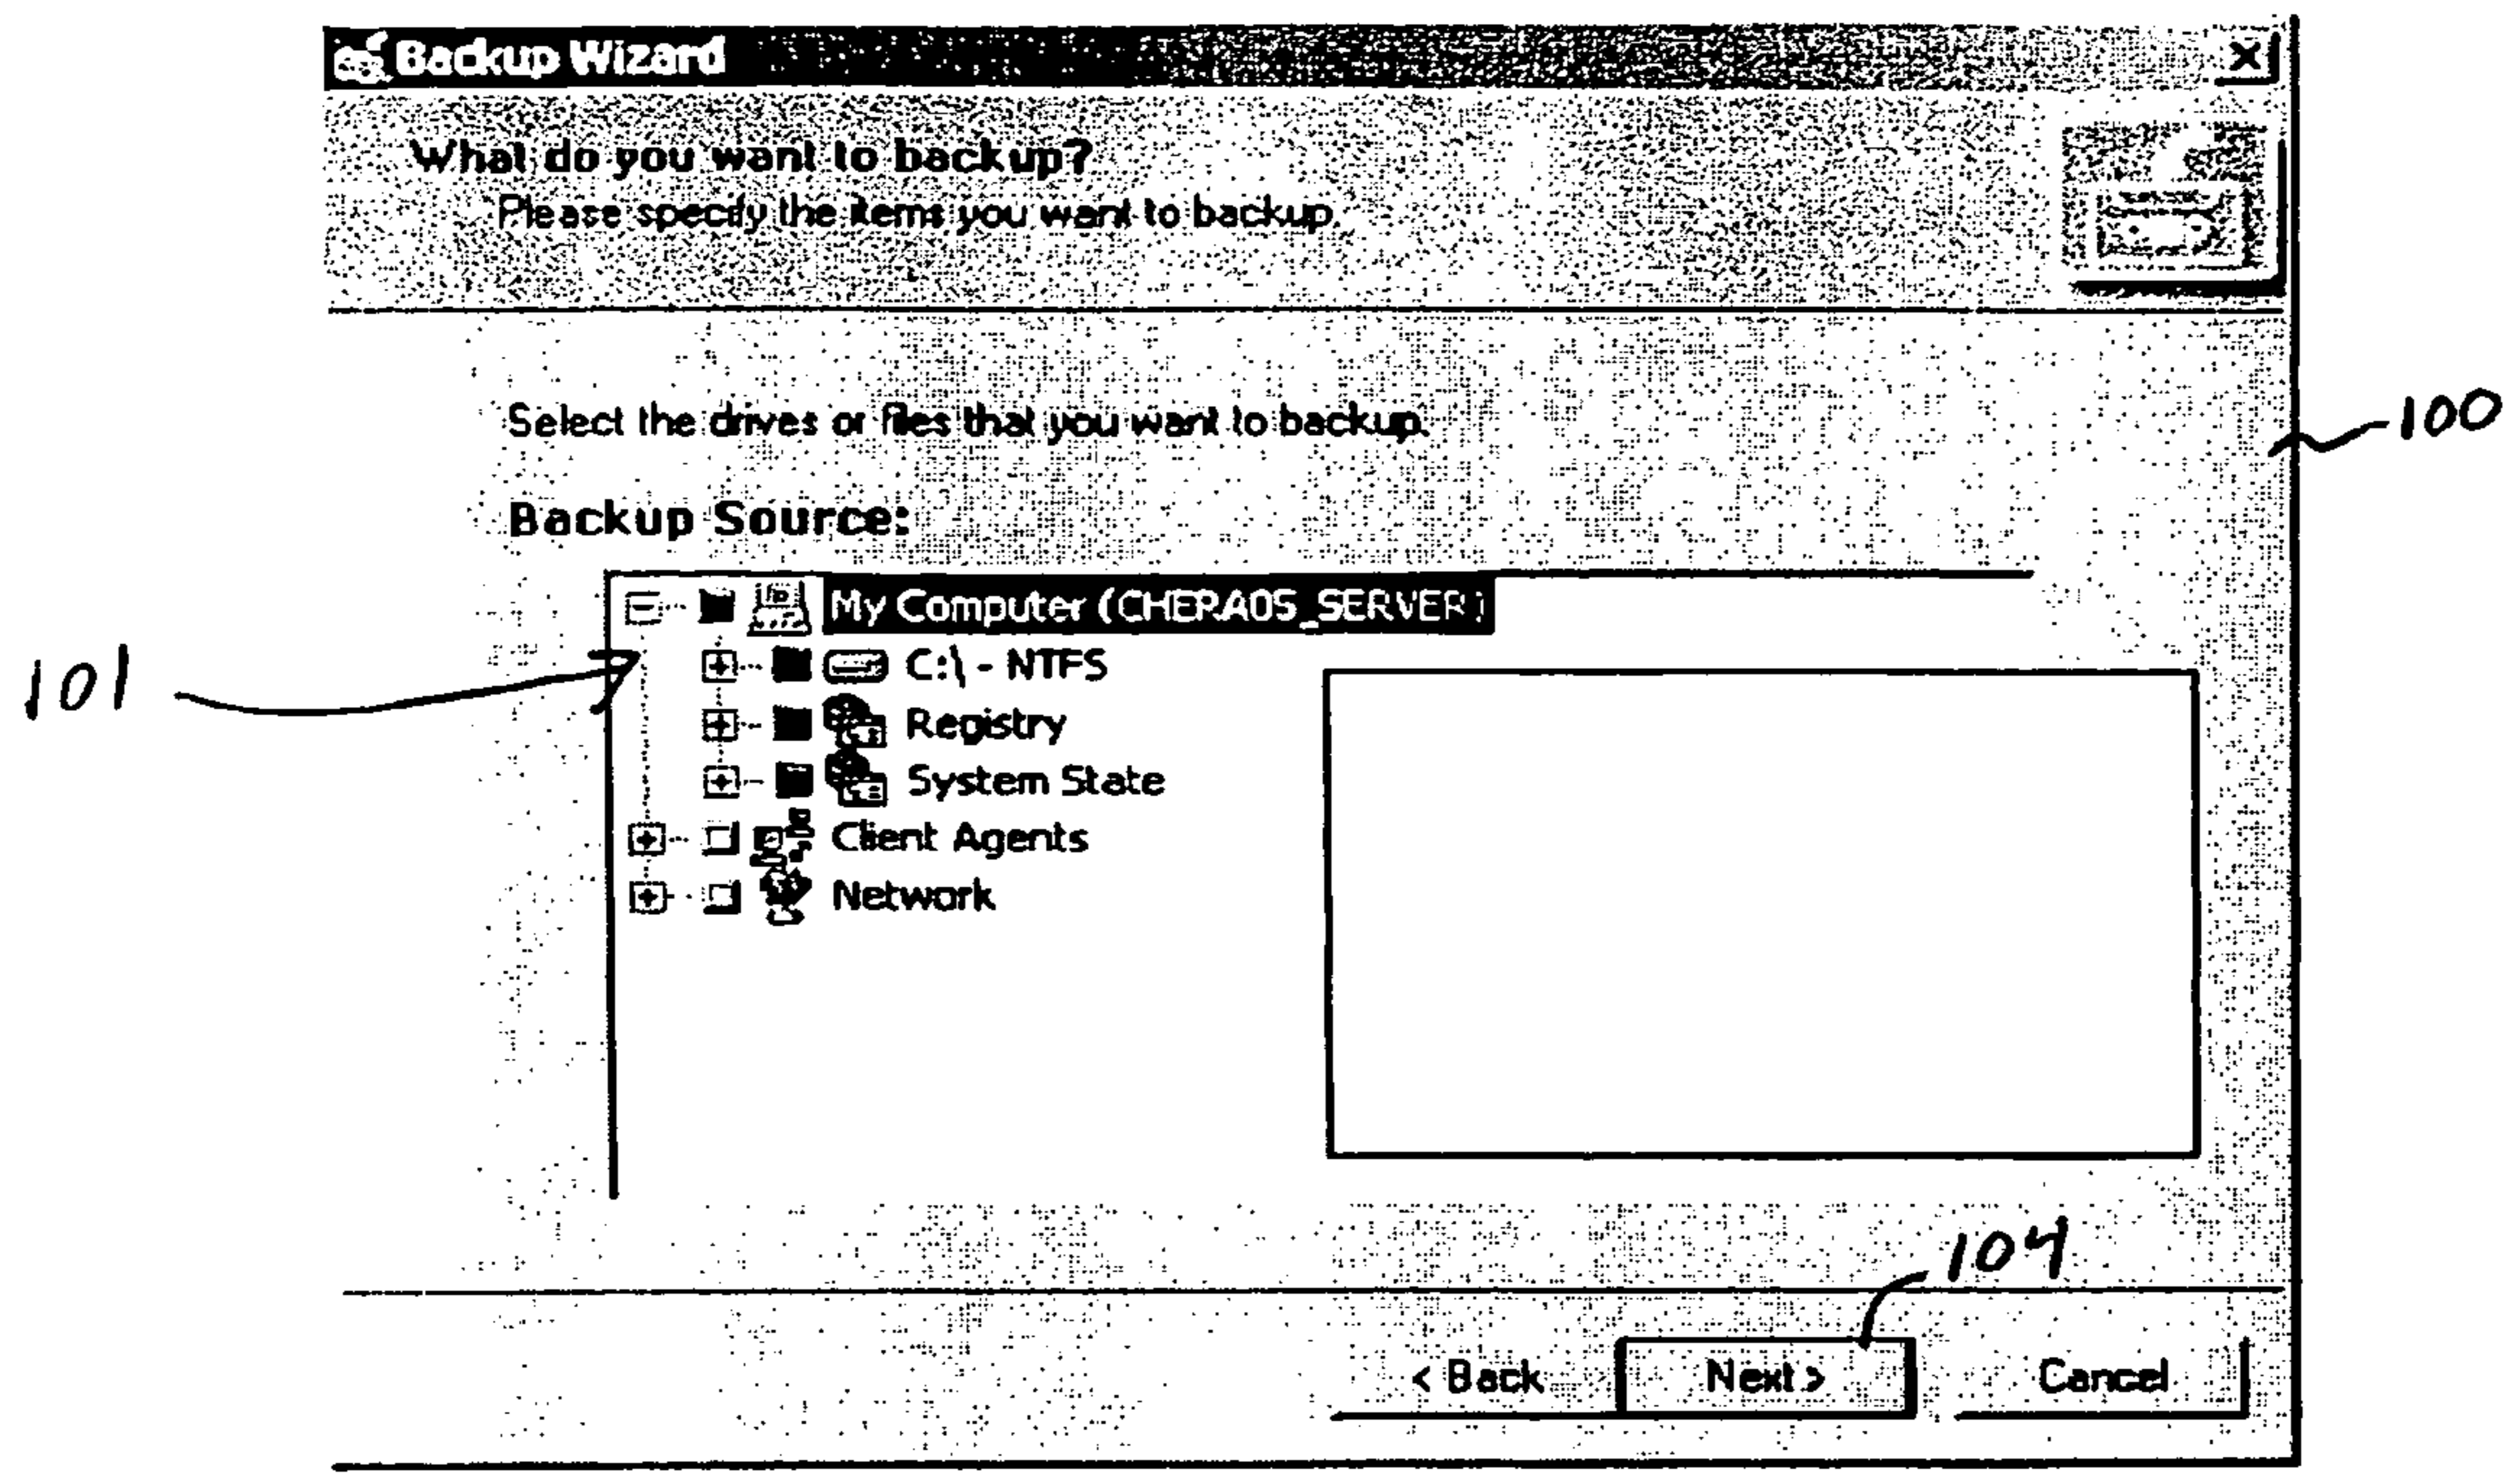 Backup Wizard
What do you want to backup?
Please specify the items you want to backup.
Select the drives or files that you want to backup.
100
Backup Source:
My Computer (CHERA05_SERVER)
101
C:\ - NTFS
Registry
System State
Client Agents
Network
104
< Back Next > Cancel